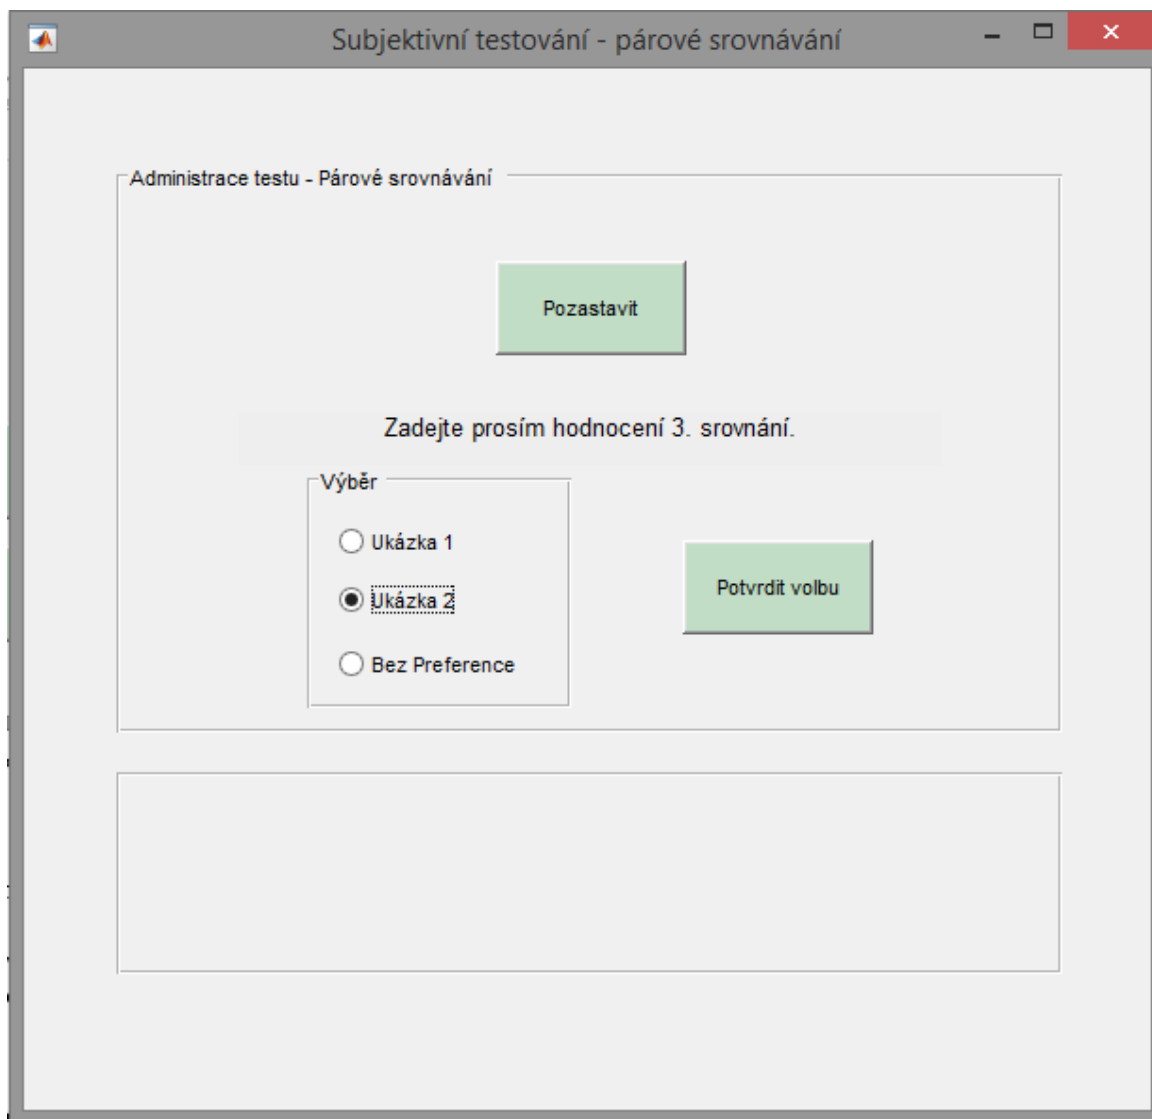 Subjektivní testování - párové srovnávání
Administrace testu - Párové srovnávání
Pozastavit
Zadejte prosím hodnocení 3. srovnání.
Výběr
Ukázka 1
Ukázka 2
Potvrdit volbu
Bez Preference